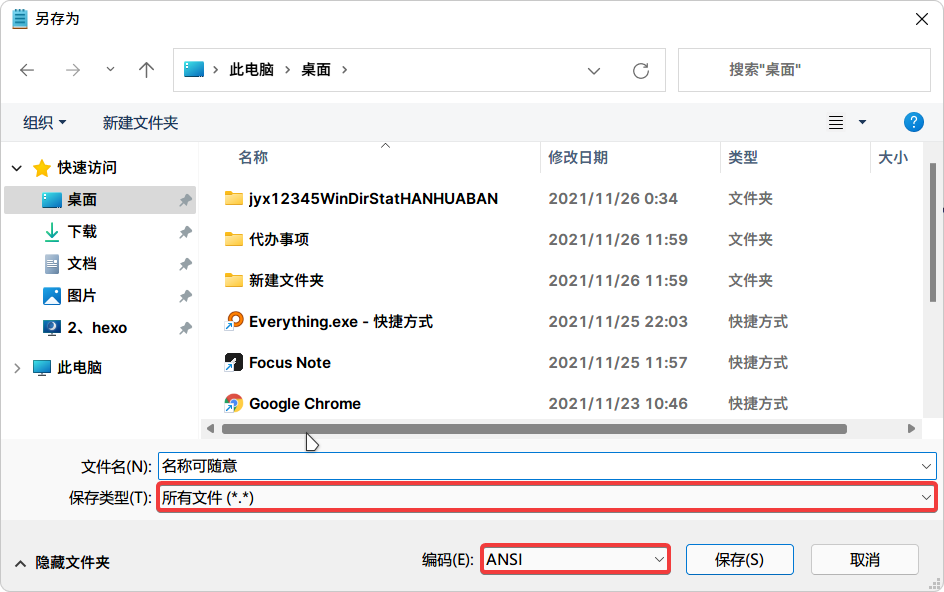 另存为
此电脑 桌面 搜索"桌面"
组织 新建文件夹 ?
名称 修改日期 类型 大小
快速访问
桌面
下载
文档
图片
2、hexo
此电脑
jyx12345WinDirStatHANHUABAN 2021/11/26 0:34 文件夹
代办事项 2021/11/26 11:59 文件夹
新建文件夹 2021/11/26 11:59 文件夹
Everything.exe - 快捷方式 2021/11/25 22:03 快捷方式
Focus Note 2021/11/25 11:57 快捷方式
Google Chrome 2021/11/23 10:46 快捷方式
文件名(N): 名称可随意
保存类型(T): 所有文件 (*.*)
隐藏文件夹 编码(E): ANSI 保存(S) 取消